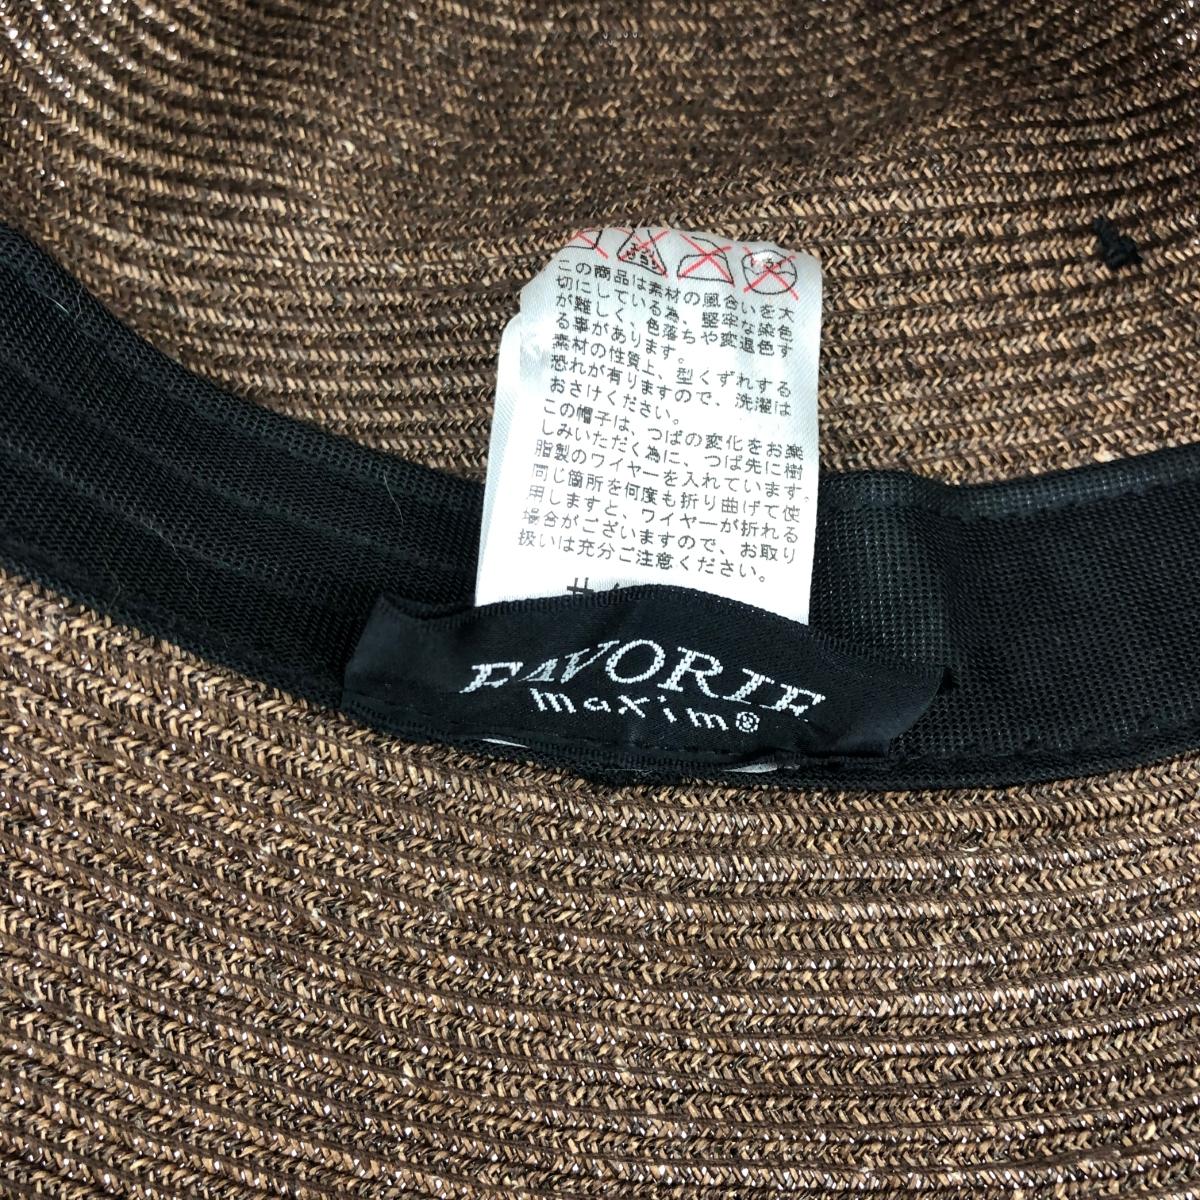 この商品は素材の風合いを大
切にしている為、堅牢な染色
が難しく、色落ちや変退色す
る事があります。
素材の性質上、型くずれする
恐れが有りますので、洗濯は
おさけください。
この帽子は、つばの変化をお楽
しみいただく為に、つば先に樹
脂製のワイヤーを入れています。
同じ箇所を何度も折り曲げて使
用しますと、ワイヤーが折れる
場合がございますので、お取り
扱いは充分ご注意ください。
FAVORIE
maxim®